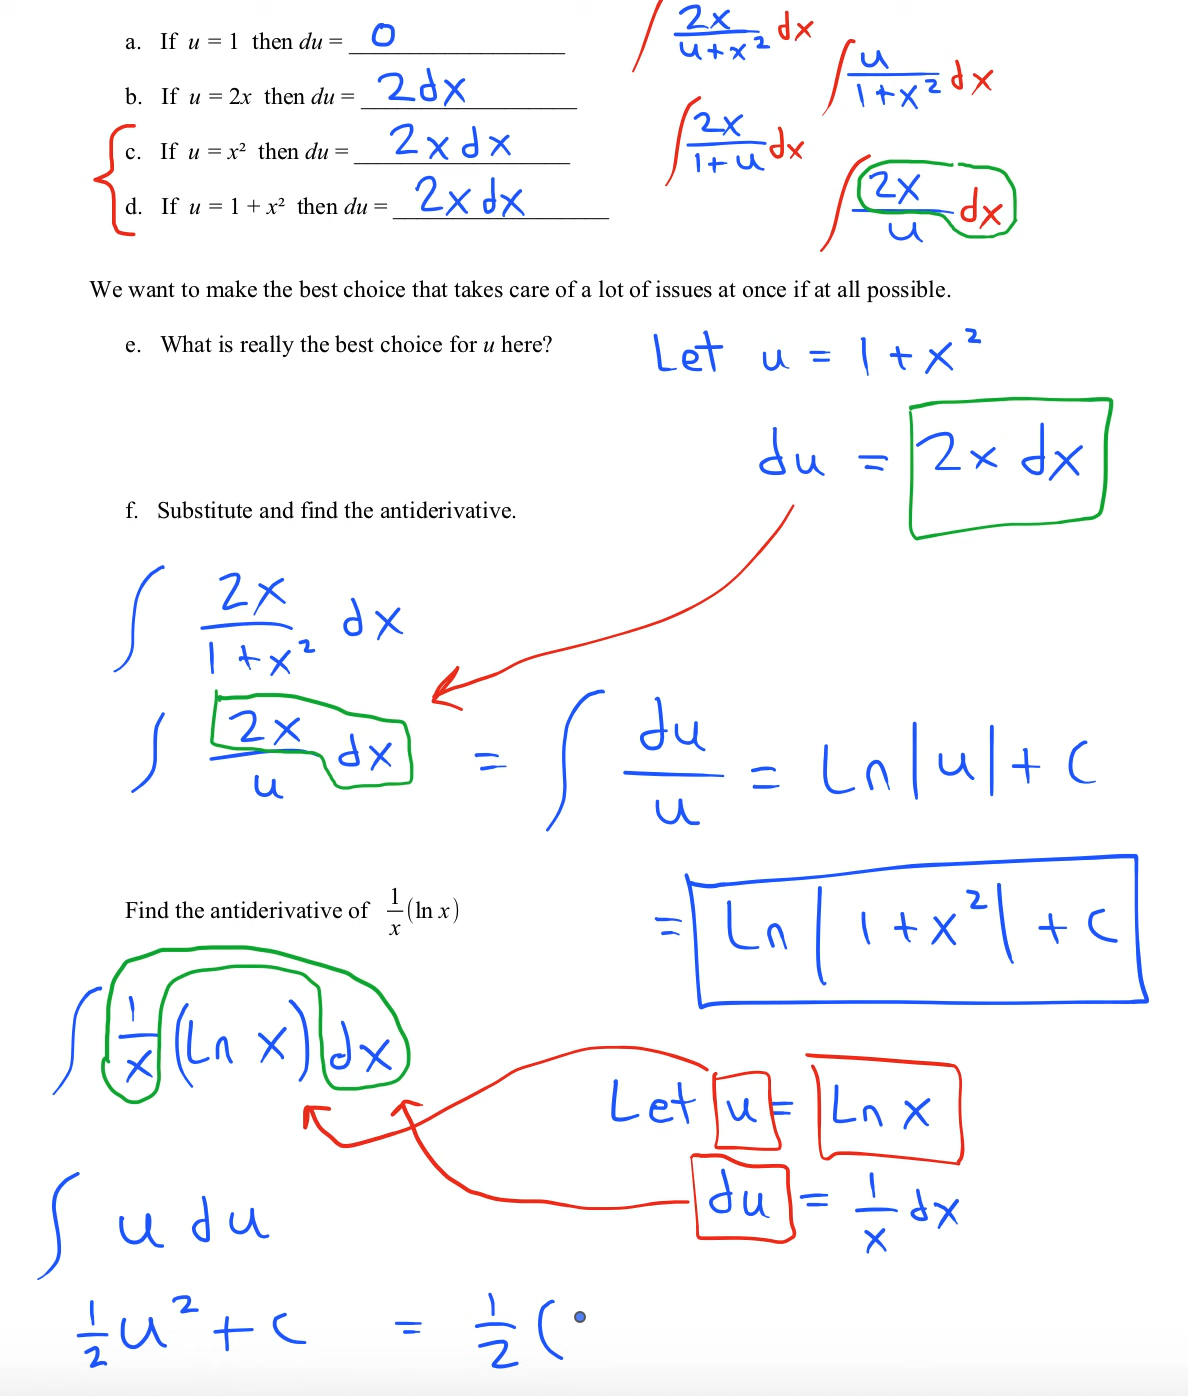 a. If u = 1 then du = 0
b. If u = 2x then du = 2dx
c. If u = x² then du = 2x dx
d. If u = 1 + x² then du = 2x dx
∫ 2x/(u+x²) dx
∫ u/(1+x²) dx
∫ 2x/(1+u) dx
∫ 2x/u dx
We want to make the best choice that takes care of a lot of issues at once if at all possible.
e. What is really the best choice for u here?
Let u = 1+x²
du = 2x dx
f. Substitute and find the antiderivative.
∫ 2x/(1+x²) dx
∫ 2x/u dx = ∫ du/u = Ln|u|+C
= Ln|1+x²|+C
Find the antiderivative of 1/x (ln x)
∫ 1/x (Ln x) dx
Let u = Ln x
du = 1/x dx
∫ u du
1/2 u² + C = 1/2 (